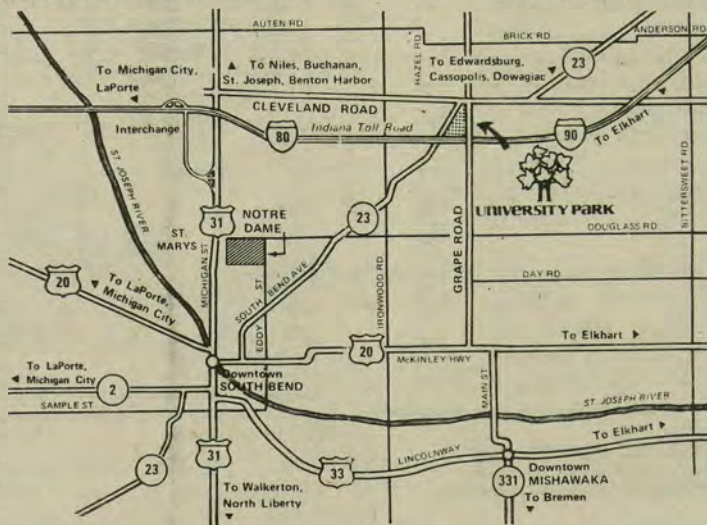 AUTEN RD
BRICK RD
ANDERSON RD
HAZEL RD
To Michigan City,
LaPorte
To Niles, Buchanan,
St. Joseph, Benton Harbor
To Edwardsburg,
Cassopolis, Dowagiac
23
CLEVELAND ROAD
Interchange
80
Indiana Toll Road
90
To Elkhart
ST. JOSEPH RIVER
UNIVERSITY PARK
BITTERSWEET RD
31
NOTRE
DAME
23
ST.
MARYS
DOUGLASS RD
MICHIGAN ST
EDDY ST
SOUTH BEND AVE
IRONWOOD RD
GRAPE ROAD
DAY RD
20
To LaPorte,
Michigan City
20
McKINLEY HWY
To Elkhart
To LaPorte,
Michigan City
Downtown
SOUTH BEND
2
SAMPLE ST
MAIN ST
ST. JOSEPH RIVER
To Elkhart
LINCOLNWAY
23
31
33
Downtown
MISHAWAKA
331
To Walkerton,
North Liberty
To Bremen